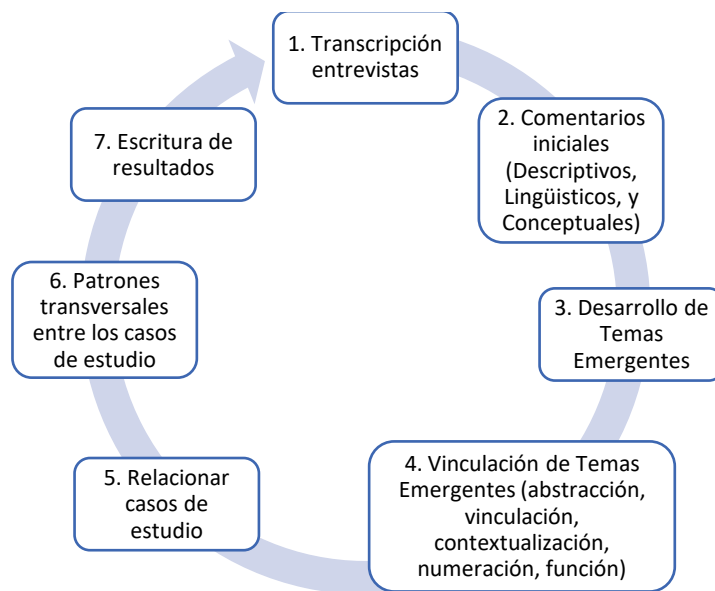 1. Transcripción
entrevistas
2. Comentarios
iniciales
(Descriptivos,
Lingüisticos, y
Conceptuales)
3. Desarrollo de
Temas
Emergentes
4. Vinculación de Temas
Emergentes (abstracción,
vinculación,
contextualización,
numeración, función)
5. Relacionar
casos de
estudio
6. Patrones
transversales
entre los casos
de estudio
7. Escritura de
resultados